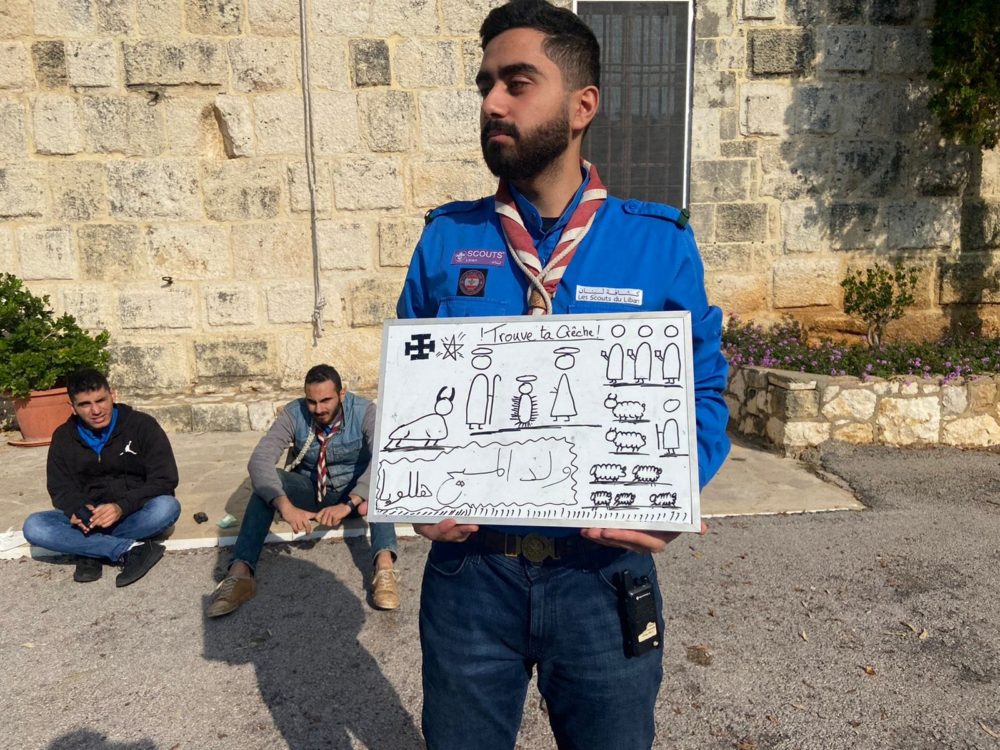 SCOUTS
Liban لبنان
كشافة لبنان
Les Scouts du Liban
! Trouve ta Crêche !
ولد المسيح
هللويا